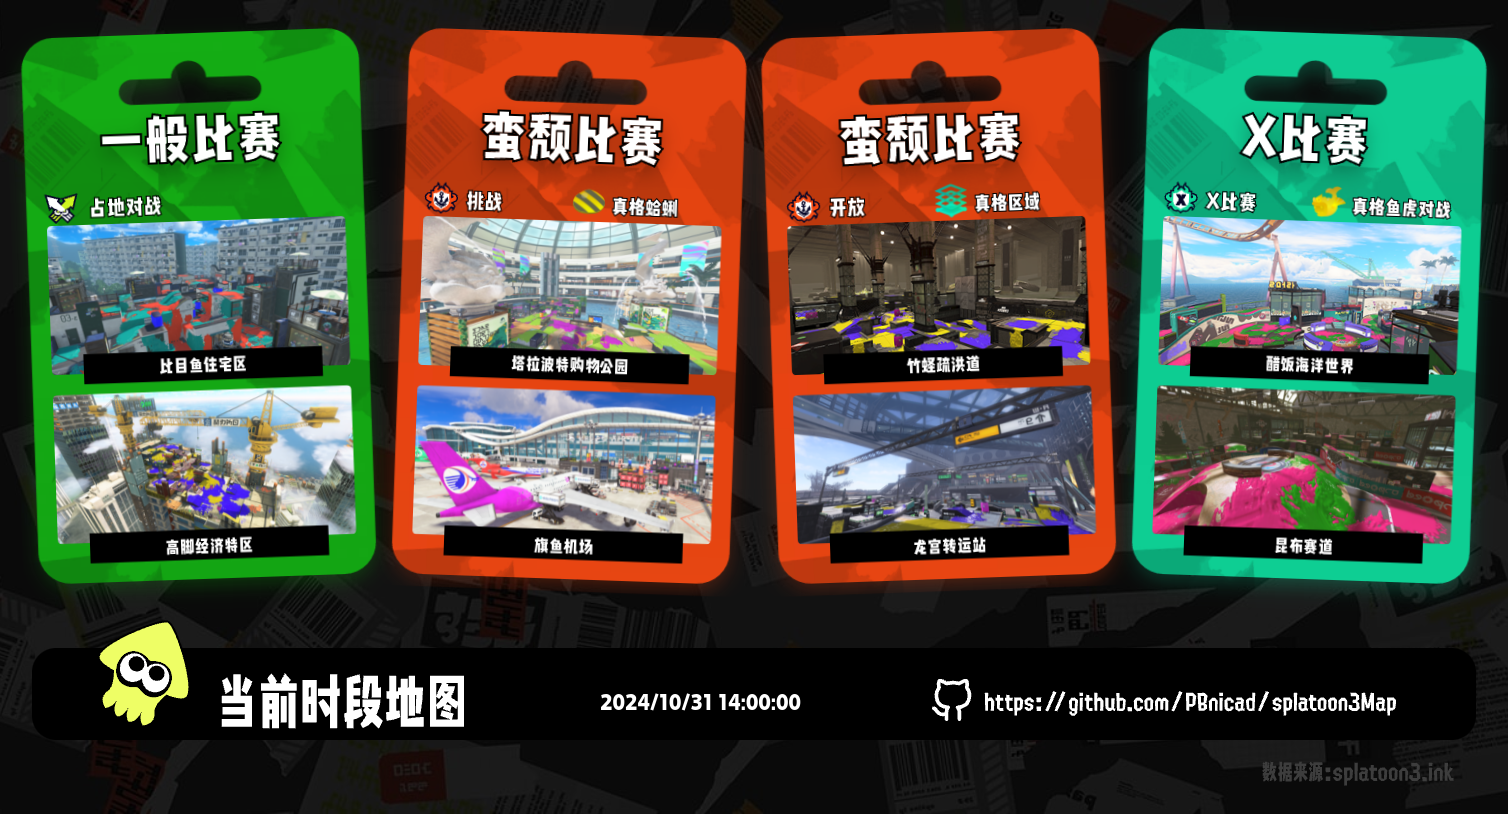 一般比赛
占地对战
比目鱼住宅区
高脚经济特区
蛮颓比赛
挑战
真格蛤蜊
塔拉波特购物公园
旗鱼机场
蛮颓比赛
开放
真格区域
竹蛏疏洪道
龙宫转运站
X比赛
X比赛
真格鱼虎对战
醋饭海洋世界
昆布赛道
当前时段地图
2024/10/31 14:00:00
https://github.com/PBnicad/splatoon3Map
数据来源:splatoon3.ink